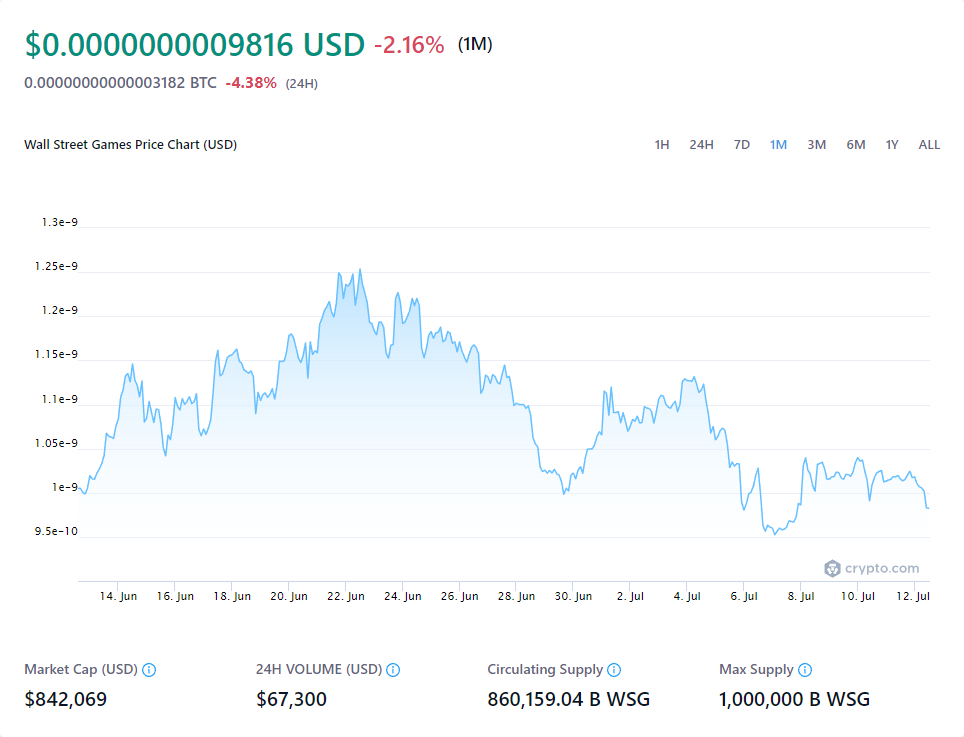 $0.0000000009816 USD -2.16% (1M)
0.00000000000003182 BTC -4.38% (24H)
Wall Street Games Price Chart (USD)
1H 24H 7D 1M 3M 6M 1Y ALL
1.3e-9
1.25e-9
1.2e-9
1.15e-9
1.1e-9
1.05e-9
1e-9
9.5e-10
crypto.com
14. Jun 16. Jun 18. Jun 20. Jun 22. Jun 24. Jun 26. Jun 28. Jun 30. Jun 2. Jul 4. Jul 6. Jul 8. Jul 10. Jul 12. Jul
Market Cap (USD) 24H VOLUME (USD) Circulating Supply Max Supply
$842,069 $67,300 860,159.04 B WSG 1,000,000 B WSG